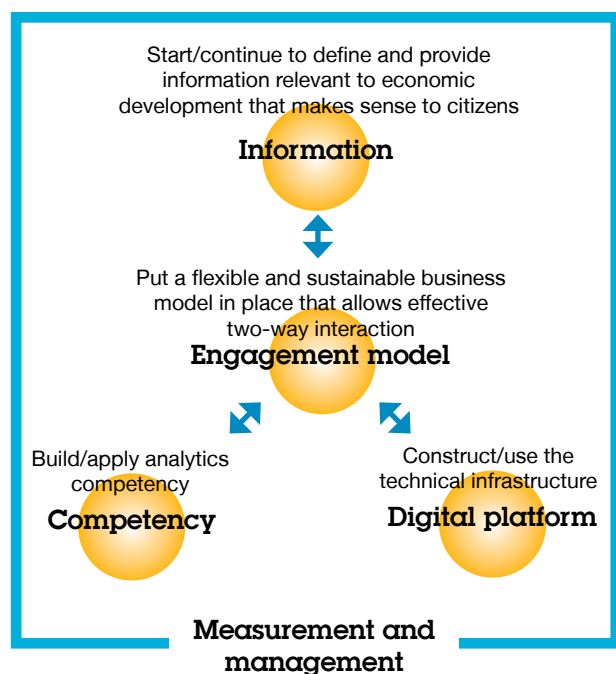 Start/continue to define and provide
information relevant to economic
development that makes sense to citizens
Information
Put a flexible and sustainable business
model in place that allows effective
two-way interaction
Engagement model
Build/apply analytics
competency
Competency
Construct/use the
technical infrastructure
Digital platform
Measurement and
management